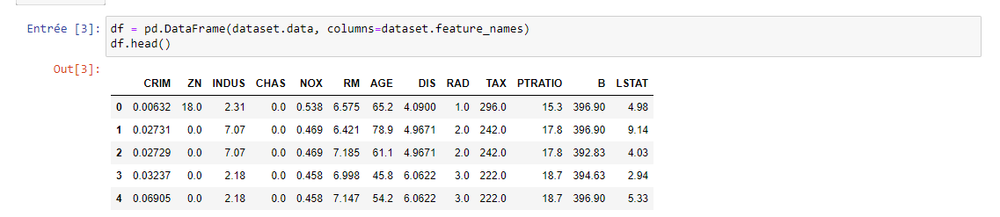 Entrée [3]: df = pd.DataFrame(dataset.data, columns=dataset.feature_names)
df.head()
Out[3]:
CRIM ZN INDUS CHAS NOX RM AGE DIS RAD TAX PTRATIO B LSTAT
0 0.00632 18.0 2.31 0.0 0.538 6.575 65.2 4.0900 1.0 296.0 15.3 396.90 4.98
1 0.02731 0.0 7.07 0.0 0.469 6.421 78.9 4.9671 2.0 242.0 17.8 396.90 9.14
2 0.02729 0.0 7.07 0.0 0.469 7.185 61.1 4.9671 2.0 242.0 17.8 392.83 4.03
3 0.03237 0.0 2.18 0.0 0.458 6.998 45.8 6.0622 3.0 222.0 18.7 394.63 2.94
4 0.06905 0.0 2.18 0.0 0.458 7.147 54.2 6.0622 3.0 222.0 18.7 396.90 5.33